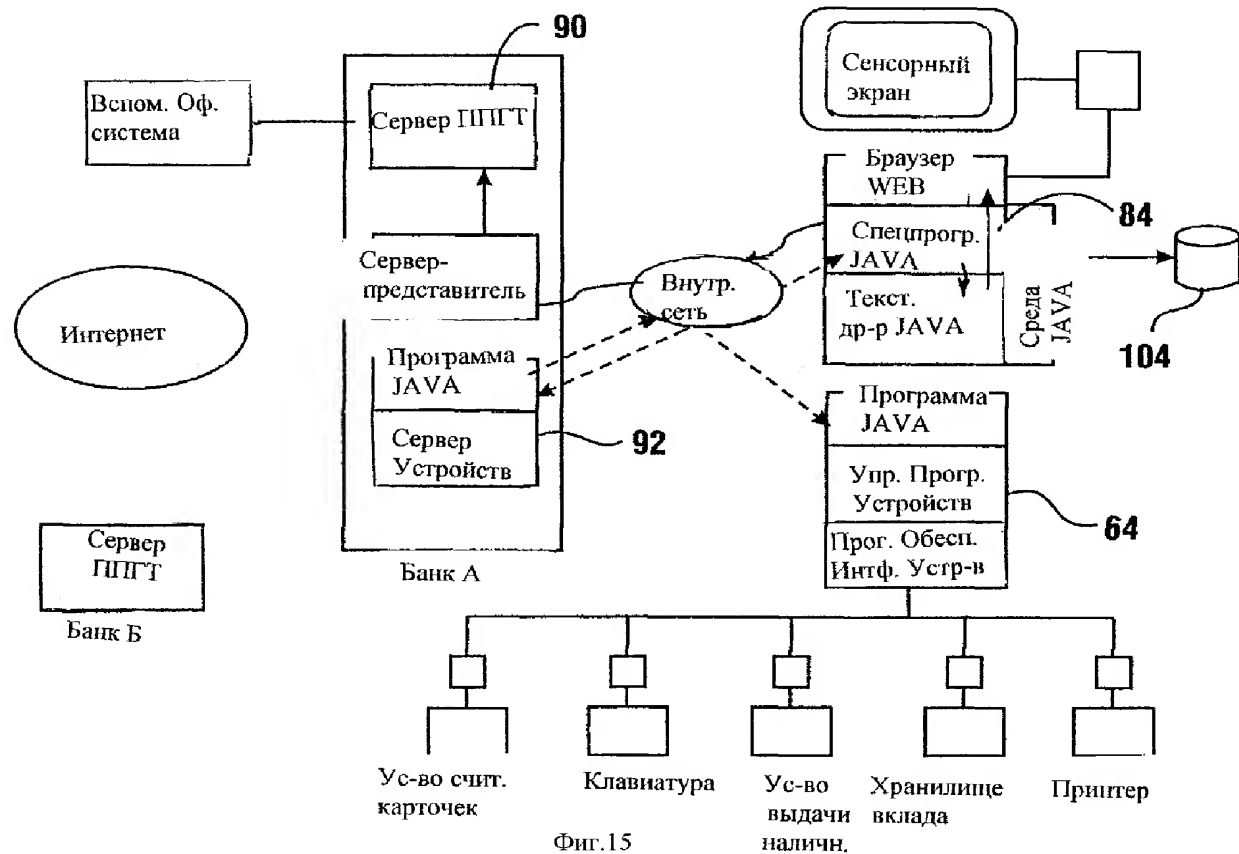 90
Вспом. Оф.
система
Сервер ППГТ
Сенсорный
экран
Браузер
WEB
84
Спецпрогр.
JAVA
Текст.
др-р JAVA
Среда
JAVA
104
Сервер-
представитель
Внутр.
сеть
Интернет
Программа
JAVA
Сервер
Устройств
92
Банк А
Программа
JAVA
Упр. Прогр.
Устройств
64
Прог. Обесп.
Интф. Устр-в
Сервер
ППГТ
Банк Б
Ус-во счит.
карточек
Клавиатура
Ус-во
выдачи
наличн.
Хранилище
вклада
Принтер
Фиг.15